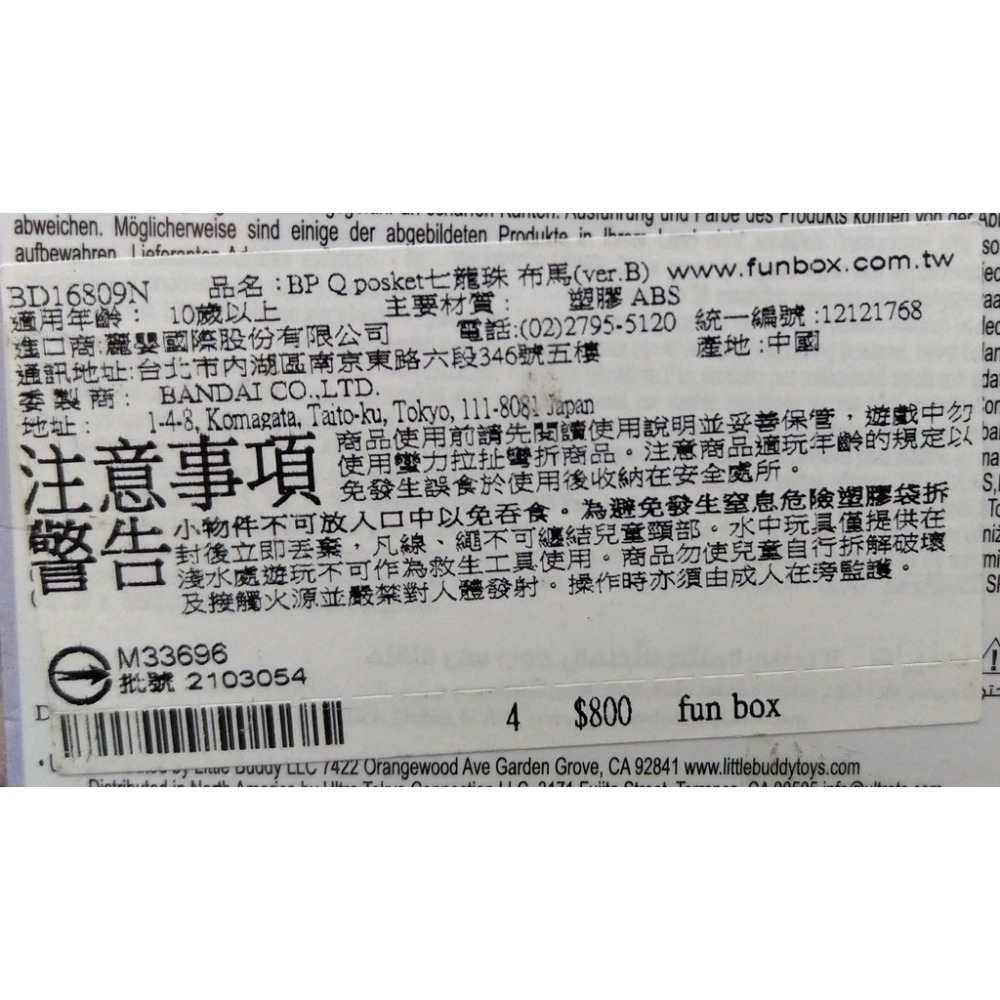 abweichen. Möglicherweise sind einige der abgebildeten Produkte in Ihrem
aufbewahren. Lieferanten
BD16809N 品名：BP Q posket七龍珠 布馬(ver.B) www.funbox.com.tw
適用年齡： 10歲以上 主要材質： 塑膠 ABS
進口商:麗嬰國際股份有限公司 電話:(02)2795-5120 統一編號:12121768
通訊地址:台北市內湖區南京東路六段346號五樓 產地:中國
委製商： BANDAI CO.,LTD.
地址： 1-4-8, Komagata, Taito-ku, Tokyo, 111-8081 Japan
注意事項
商品使用前請先閱讀使用說明並妥善保管，遊戲中勿
使用蠻力拉扯彎折商品。注意商品適玩年齡的規定以
免發生誤食於使用後收納在安全處所。
警告
小物件不可放入口中以免吞食。為避免發生窒息危險塑膠袋拆
封後立即丟棄，凡線、繩不可纏結兒童頸部。水中玩具僅提供在
淺水處遊玩不可作為救生工具使用。商品勿使兒童自行拆解破壞
及接觸火源並嚴禁對人體發射。操作時亦須由成人在旁監護。
M33696
批號 2103054
4 $800 fun box
by Little Buddy LLC 7422 Orangewood Ave Garden Grove, CA 92841 www.littlebuddytoys.com